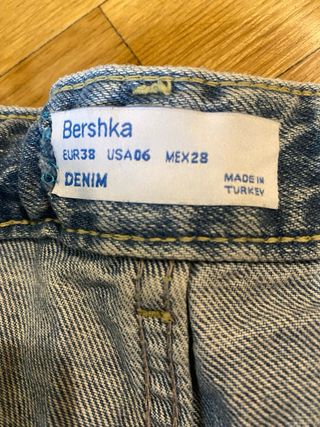 Bershka
EUR38 USA06 MEX28
DENIM
MADE IN
TURKEY